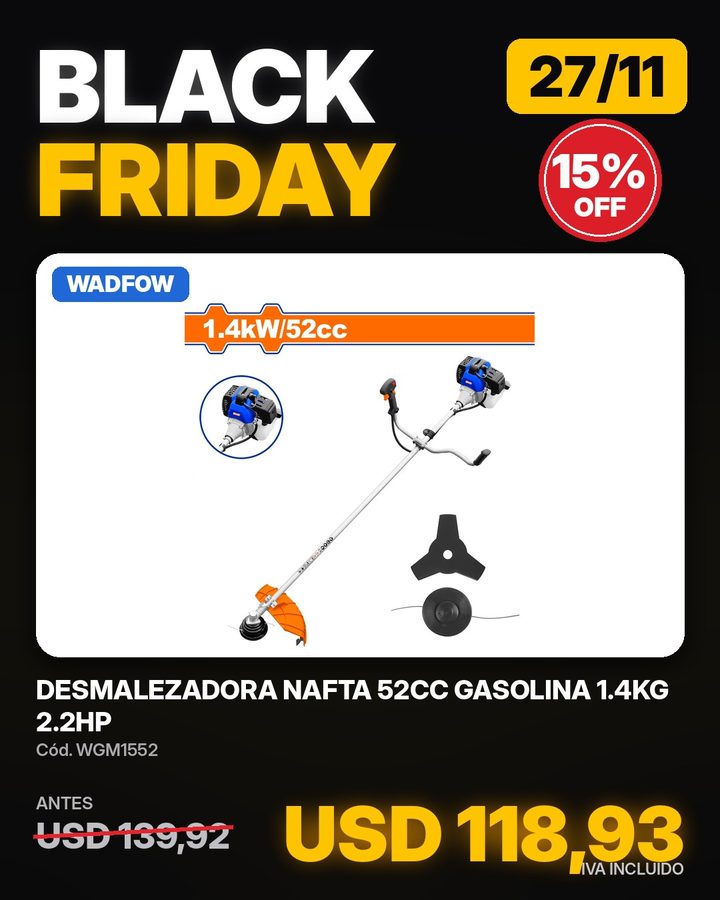 BLACK
FRIDAY
27/11
15%
OFF
WADFOW
1.4kW/52cc
DESMALEZADORA NAFTA 52CC GASOLINA 1.4KG
2.2HP
Cód. WGM1552
ANTES
USD 139,92
USD 118,93
IVA INCLUIDO